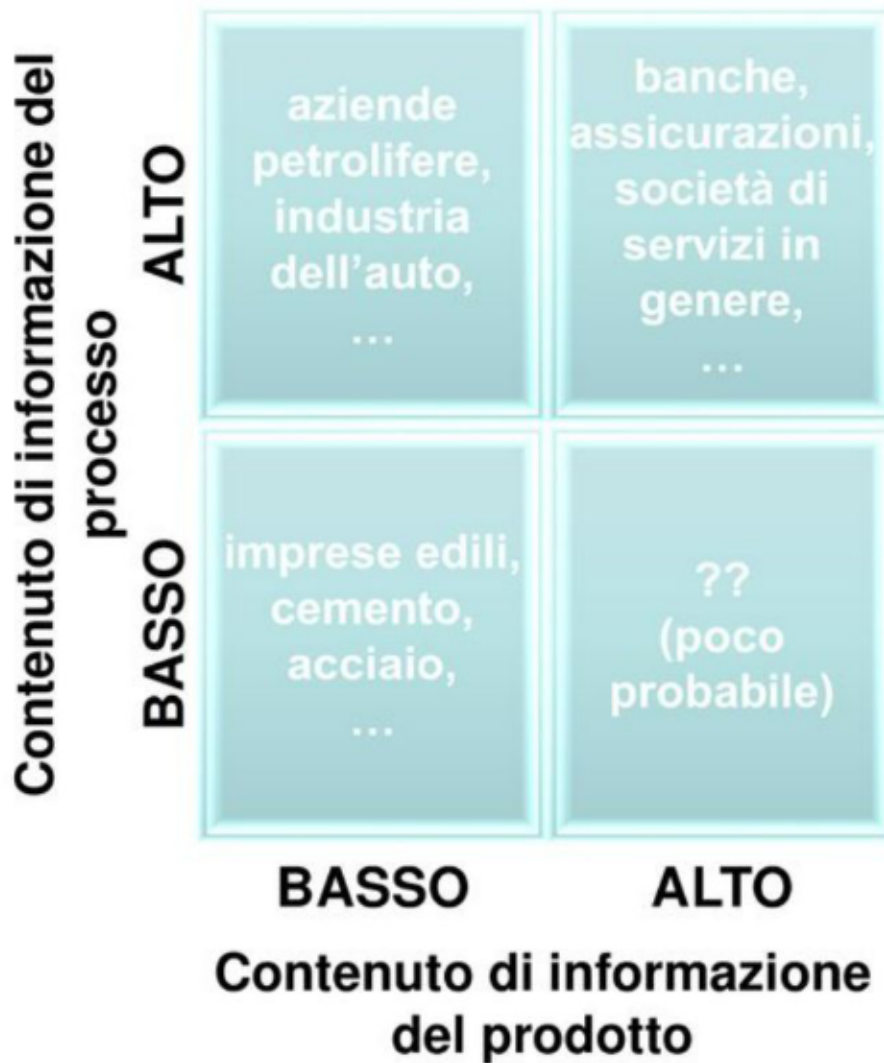 Contenuto di informazione del
processo
ALTO
aziende
petrolifere,
industria
dell'auto,
...
banche,
assicurazioni,
società di
servizi in
genere,
...
BASSO
imprese edili,
cemento,
acciaio,
...
??
(poco
probabile)
BASSO
ALTO
Contenuto di informazione
del prodotto